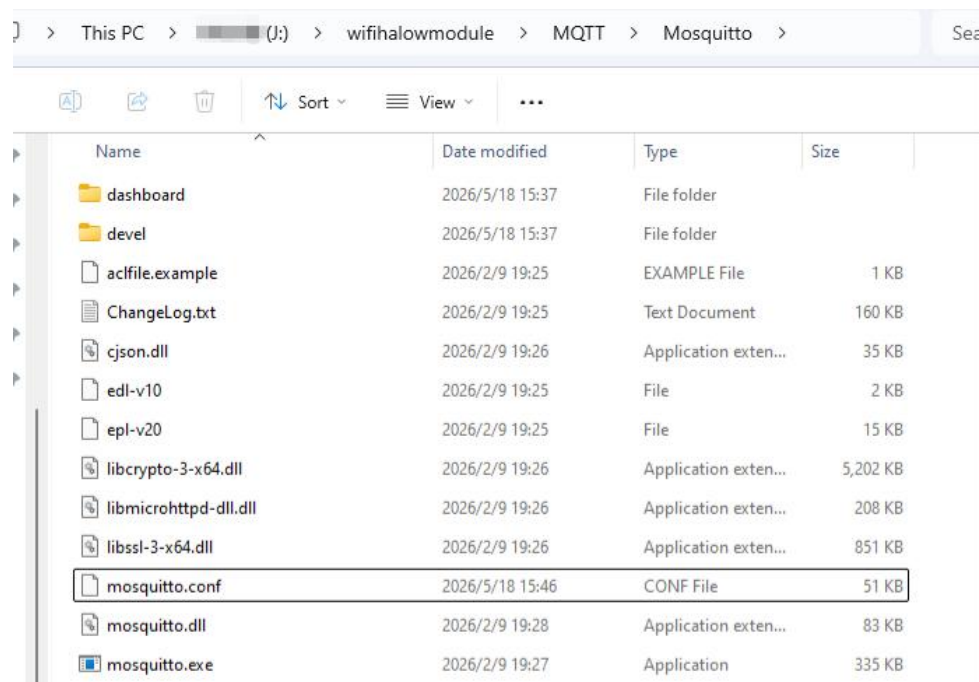 > This PC > (J:) > wifihalowmodule > MQTT > Mosquitto > Sea
A Sort View ...
Name Date modified Type Size
dashboard 2026/5/18 15:37 File folder
devel 2026/5/18 15:37 File folder
aclfile.example 2026/2/9 19:25 EXAMPLE File 1 KB
ChangeLog.txt 2026/2/9 19:25 Text Document 160 KB
cjson.dll 2026/2/9 19:26 Application exten... 35 KB
edl-v10 2026/2/9 19:25 File 2 KB
epl-v20 2026/2/9 19:25 File 15 KB
libcrypto-3-x64.dll 2026/2/9 19:26 Application exten... 5,202 KB
libmicrohttpd-dll.dll 2026/2/9 19:26 Application exten... 208 KB
libssl-3-x64.dll 2026/2/9 19:26 Application exten... 851 KB
mosquitto.conf 2026/5/18 15:46 CONF File 51 KB
mosquitto.dll 2026/2/9 19:28 Application exten... 83 KB
mosquitto.exe 2026/2/9 19:27 Application 335 KB